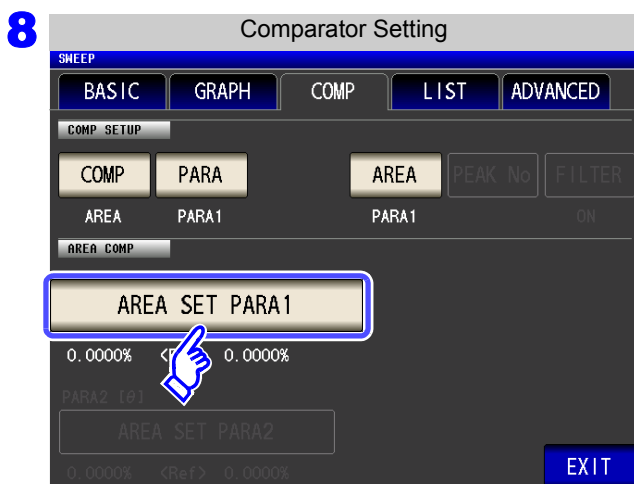 8
Comparator Setting
SWEEP
BASIC GRAPH COMP LIST ADVANCED
COMP SETUP
COMP PARA AREA PEAK No FILTER
AREA PARA1 PARA1 ON
AREA COMP
AREA SET PARA1
0.0000% 0.0000%
PARA2 [θ]
AREA SET PARA2
0.0000% <Ref> 0.0000%
EXIT